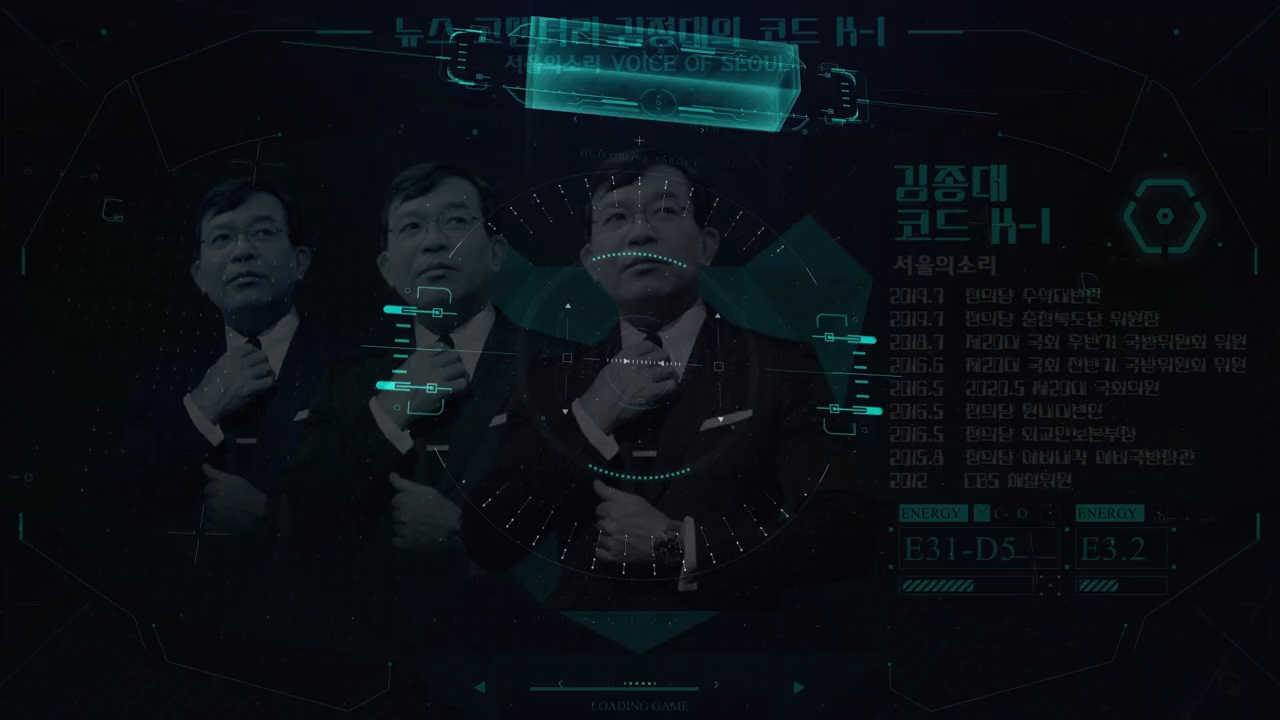 뉴스 코멘터리 김종대의 코드 K-1
서울의소리 VOICE OF SEOUL
HUD DRONE TARGET
김종대
코드 K-1
서울의소리
2019.7 정의당 수석대변인
2019.7 정의당 충청북도당 위원장
2018.7 제20대 국회 후반기 국방위원회 위원
2016.6 제20대 국회 전반기 국방위원회 위원
2016.5 2020.5 제20대 국회의원
2016.5 정의당 원내대변인
2016.5 정의당 외교안보본부장
2015.8 정의당 예비내각 예비국방장관
2012 CBS 해설위원
ENERGY C- O ENERGY
E31-D5 E3.2
LOADING GAME